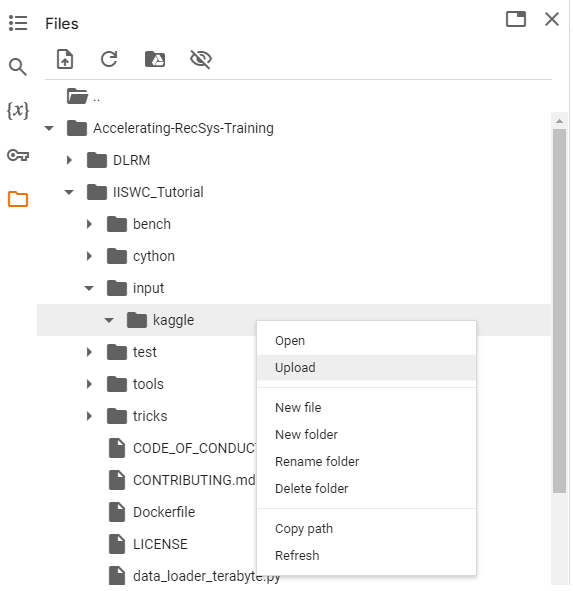 Files
{x}
..
Accelerating-RecSys-Training
DLRM
IISWC_Tutorial
bench
cython
input
kaggle
test
tools
tricks
CODE_OF_CONDUC
CONTRIBUTING.md
Dockerfile
LICENSE
data_loader_terabyte.py
Open
Upload
New file
New folder
Rename folder
Delete folder
Copy path
Refresh